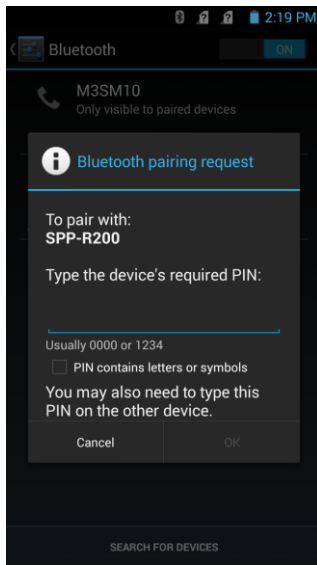 2:19 PM
Bluetooth
ON
M3SM10
Only visible to paired devices
Bluetooth pairing request
To pair with:
SPP-R200
Type the device's required PIN:
Usually 0000 or 1234
PIN contains letters or symbols
You may also need to type this
PIN on the other device.
Cancel
OK
SEARCH FOR DEVICES